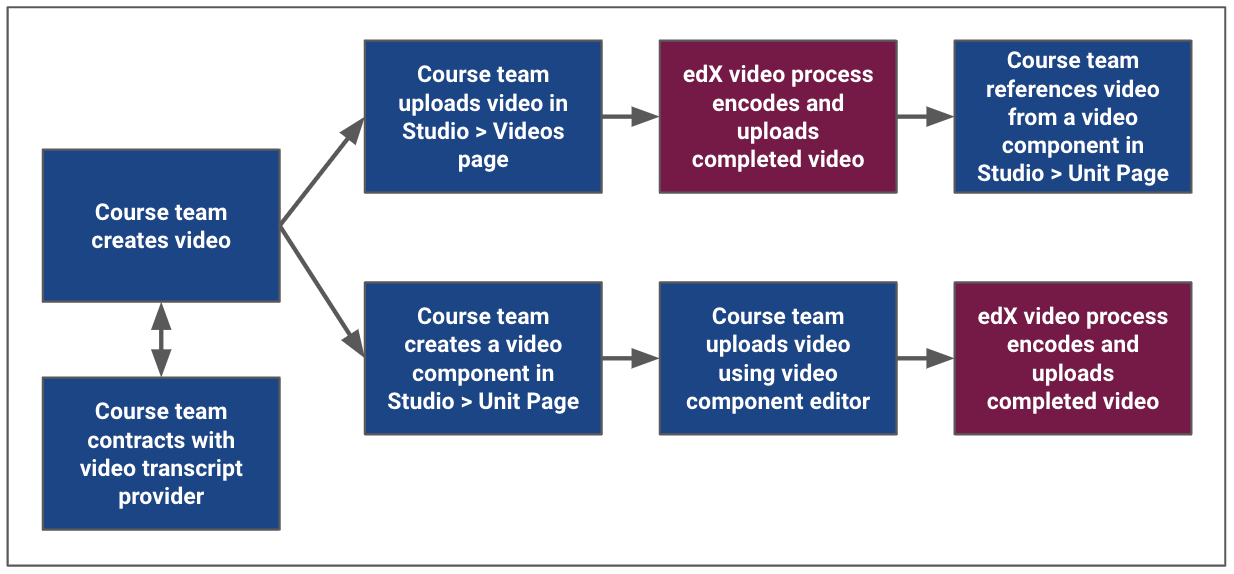 Course team
creates video
Course team
contracts with
video transcript
provider
Course team
uploads video in
Studio > Videos
page
edX video process
encodes and
uploads
completed video
Course team
references video
from a video
component in
Studio > Unit Page
Course team
creates a video
component in
Studio > Unit Page
Course team
uploads video
using video
component editor
edX video process
encodes and
uploads
completed video